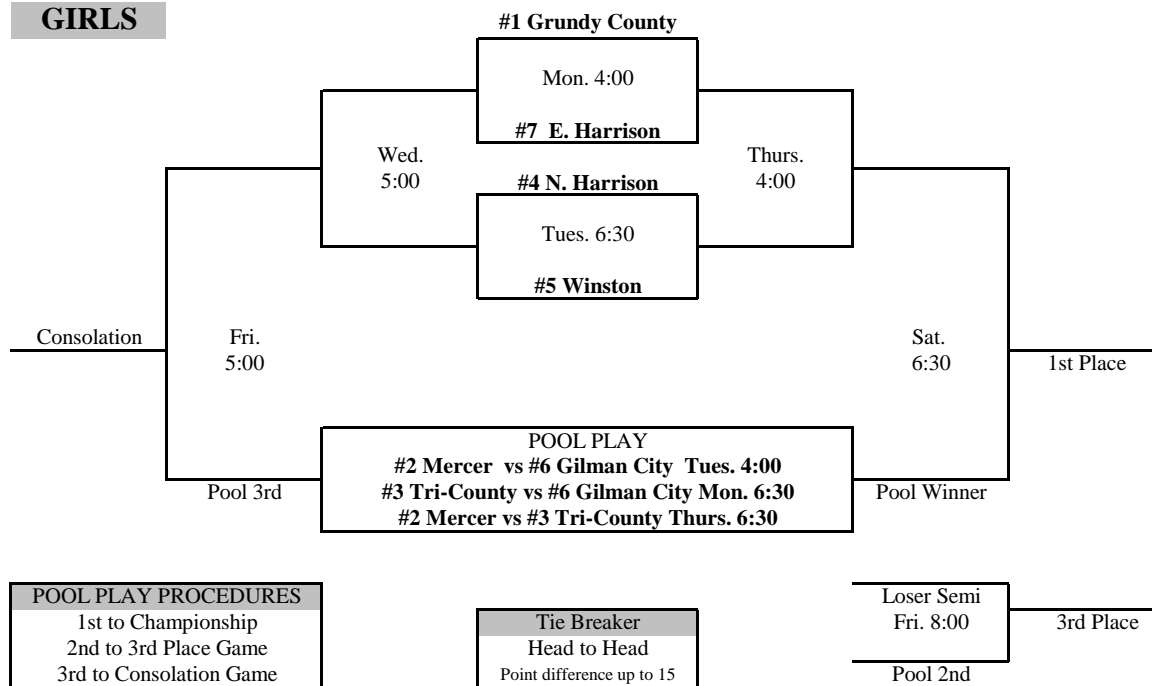 GIRLS
#1 Grundy County
Mon. 4:00
#7 E. Harrison
Wed.
5:00
Thurs.
4:00
#4 N. Harrison
Tues. 6:30
#5 Winston
Consolation
Fri.
5:00
Sat.
6:30
1st Place
POOL PLAY
#2 Mercer vs #6 Gilman City Tues. 4:00
#3 Tri-County vs #6 Gilman City Mon. 6:30
#2 Mercer vs #3 Tri-County Thurs. 6:30
Pool 3rd
Pool Winner
POOL PLAY PROCEDURES
1st to Championship
2nd to 3rd Place Game
3rd to Consolation Game
Tie Breaker
Head to Head
Point difference up to 15
Loser Semi
Fri. 8:00
3rd Place
Pool 2nd